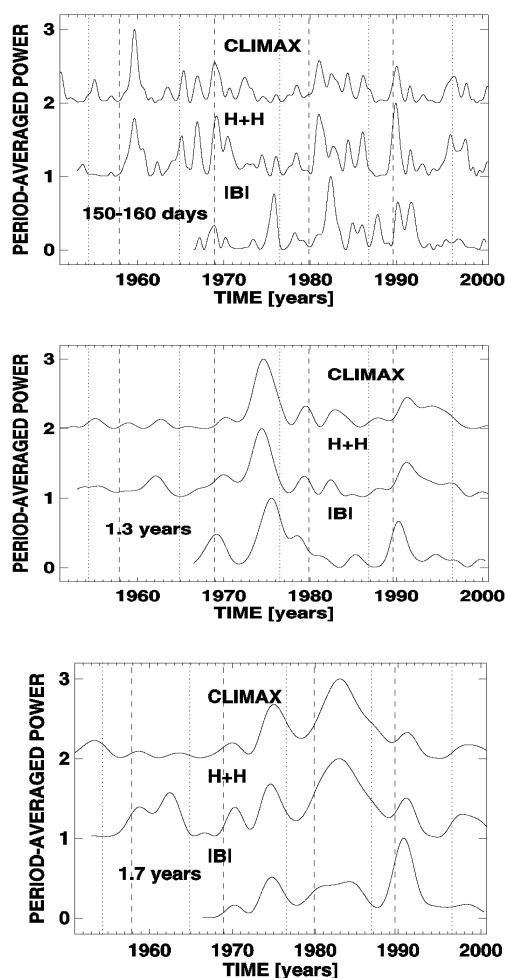 3
CLIMAX
2
H+H
1
|B|
150-160 days
0
PERIOD-AVERAGED POWER
1960 1970 1980 1990 2000
TIME [years]
3
CLIMAX
2
H+H
1
|B|
1.3 years
0
PERIOD-AVERAGED POWER
1960 1970 1980 1990 2000
TIME [years]
3
CLIMAX
2
H+H
1
|B|
1.7 years
0
PERIOD-AVERAGED POWER
1960 1970 1980 1990 2000
TIME [years]